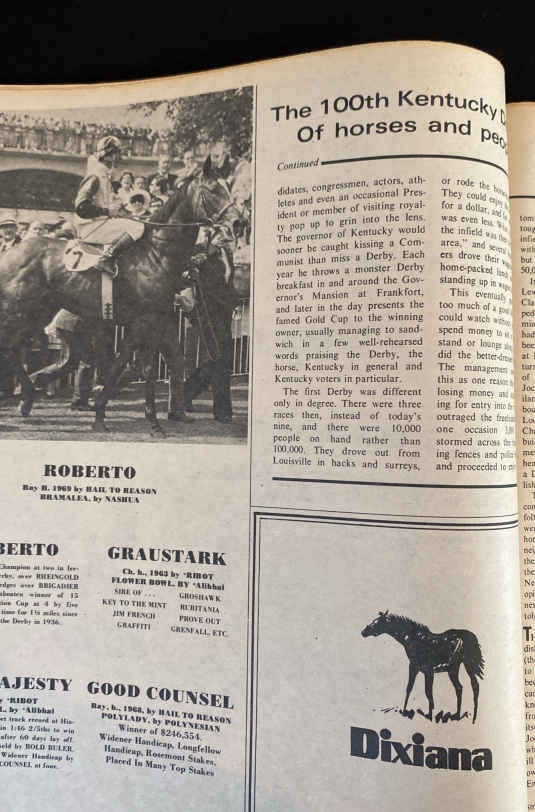 The 100th Kentucky
Of horses and
Continued
didates, congressmen, actors, ath-
letes and even an occasional Pres-
ident or member of visiting royal-
ty pop up to grin into the lens.
The governor of Kentucky would
sooner be caught kissing a Com-
munist than miss a Derby. Each
year he throws a monster Derby
breakfast in and around the Gov-
ernor's Mansion at Frankfort,
and later in the day presents the
famed Gold Cup to the winning
owner, usually managing to sand-
wich in a few well-rehearsed
words praising the Derby, the
horse, Kentucky in general and
Kentucky voters in particular.
The first Derby was different
only in degree. There were three
races then, instead of today's
nine, and there were 10,000
people on hand rather than
100,000. They drove out from
Louisville in hacks and surreys,
or rode the
They could enjoy
for a dollar, and
was even less.
the infield was
area," and several
ers drove their
home-packed
standing up in
This eventually
too much of a good
could watch without
spend money to
stand or lounge
did the better-dressed
The management
this as one reason
losing money and
ing for entry into
outraged the
one occasion
stormed across the
ing fences and
and proceeded to
ROBERTO
Bay H. 1969 by HAIL TO REASON
BRAMALEA, by NASHUA
BERTO
Champion at two in Ire-
erby, over RHEINGOLD
edges over BRIGADIER
nbeaten winner of 15
tion Cup at 4 by five
time for 1½ miles since
the Derby in 1936.
GRAUSTARK
Ch. h., 1963 by *RIBOT
FLOWER BOWL, BY *Alibhai
SIRE OF . . .
KEY TO THE MINT
JIM FRENCH
GRAFFITI
GROSHAWK
RURITANIA
PROVE OUT
GRENFALL, ETC.
AJESTY
y *RIBOT
L, by *Alibhai
et track record at Hia-
in 1:46 2/5ths to win
after 60 days lay off.
eld by BOLD RULER.
Widener Handicap by
COUNSEL at four.
GOOD COUNSEL
Bay, h., 1968, by HAIL TO REASON
POLYLADY, by POLYNESIAN
Winner of $246,554,
Widener Handicap, Longfellow
Handicap, Rosemont Stakes,
Placed In Many Top Stakes
Dixiana